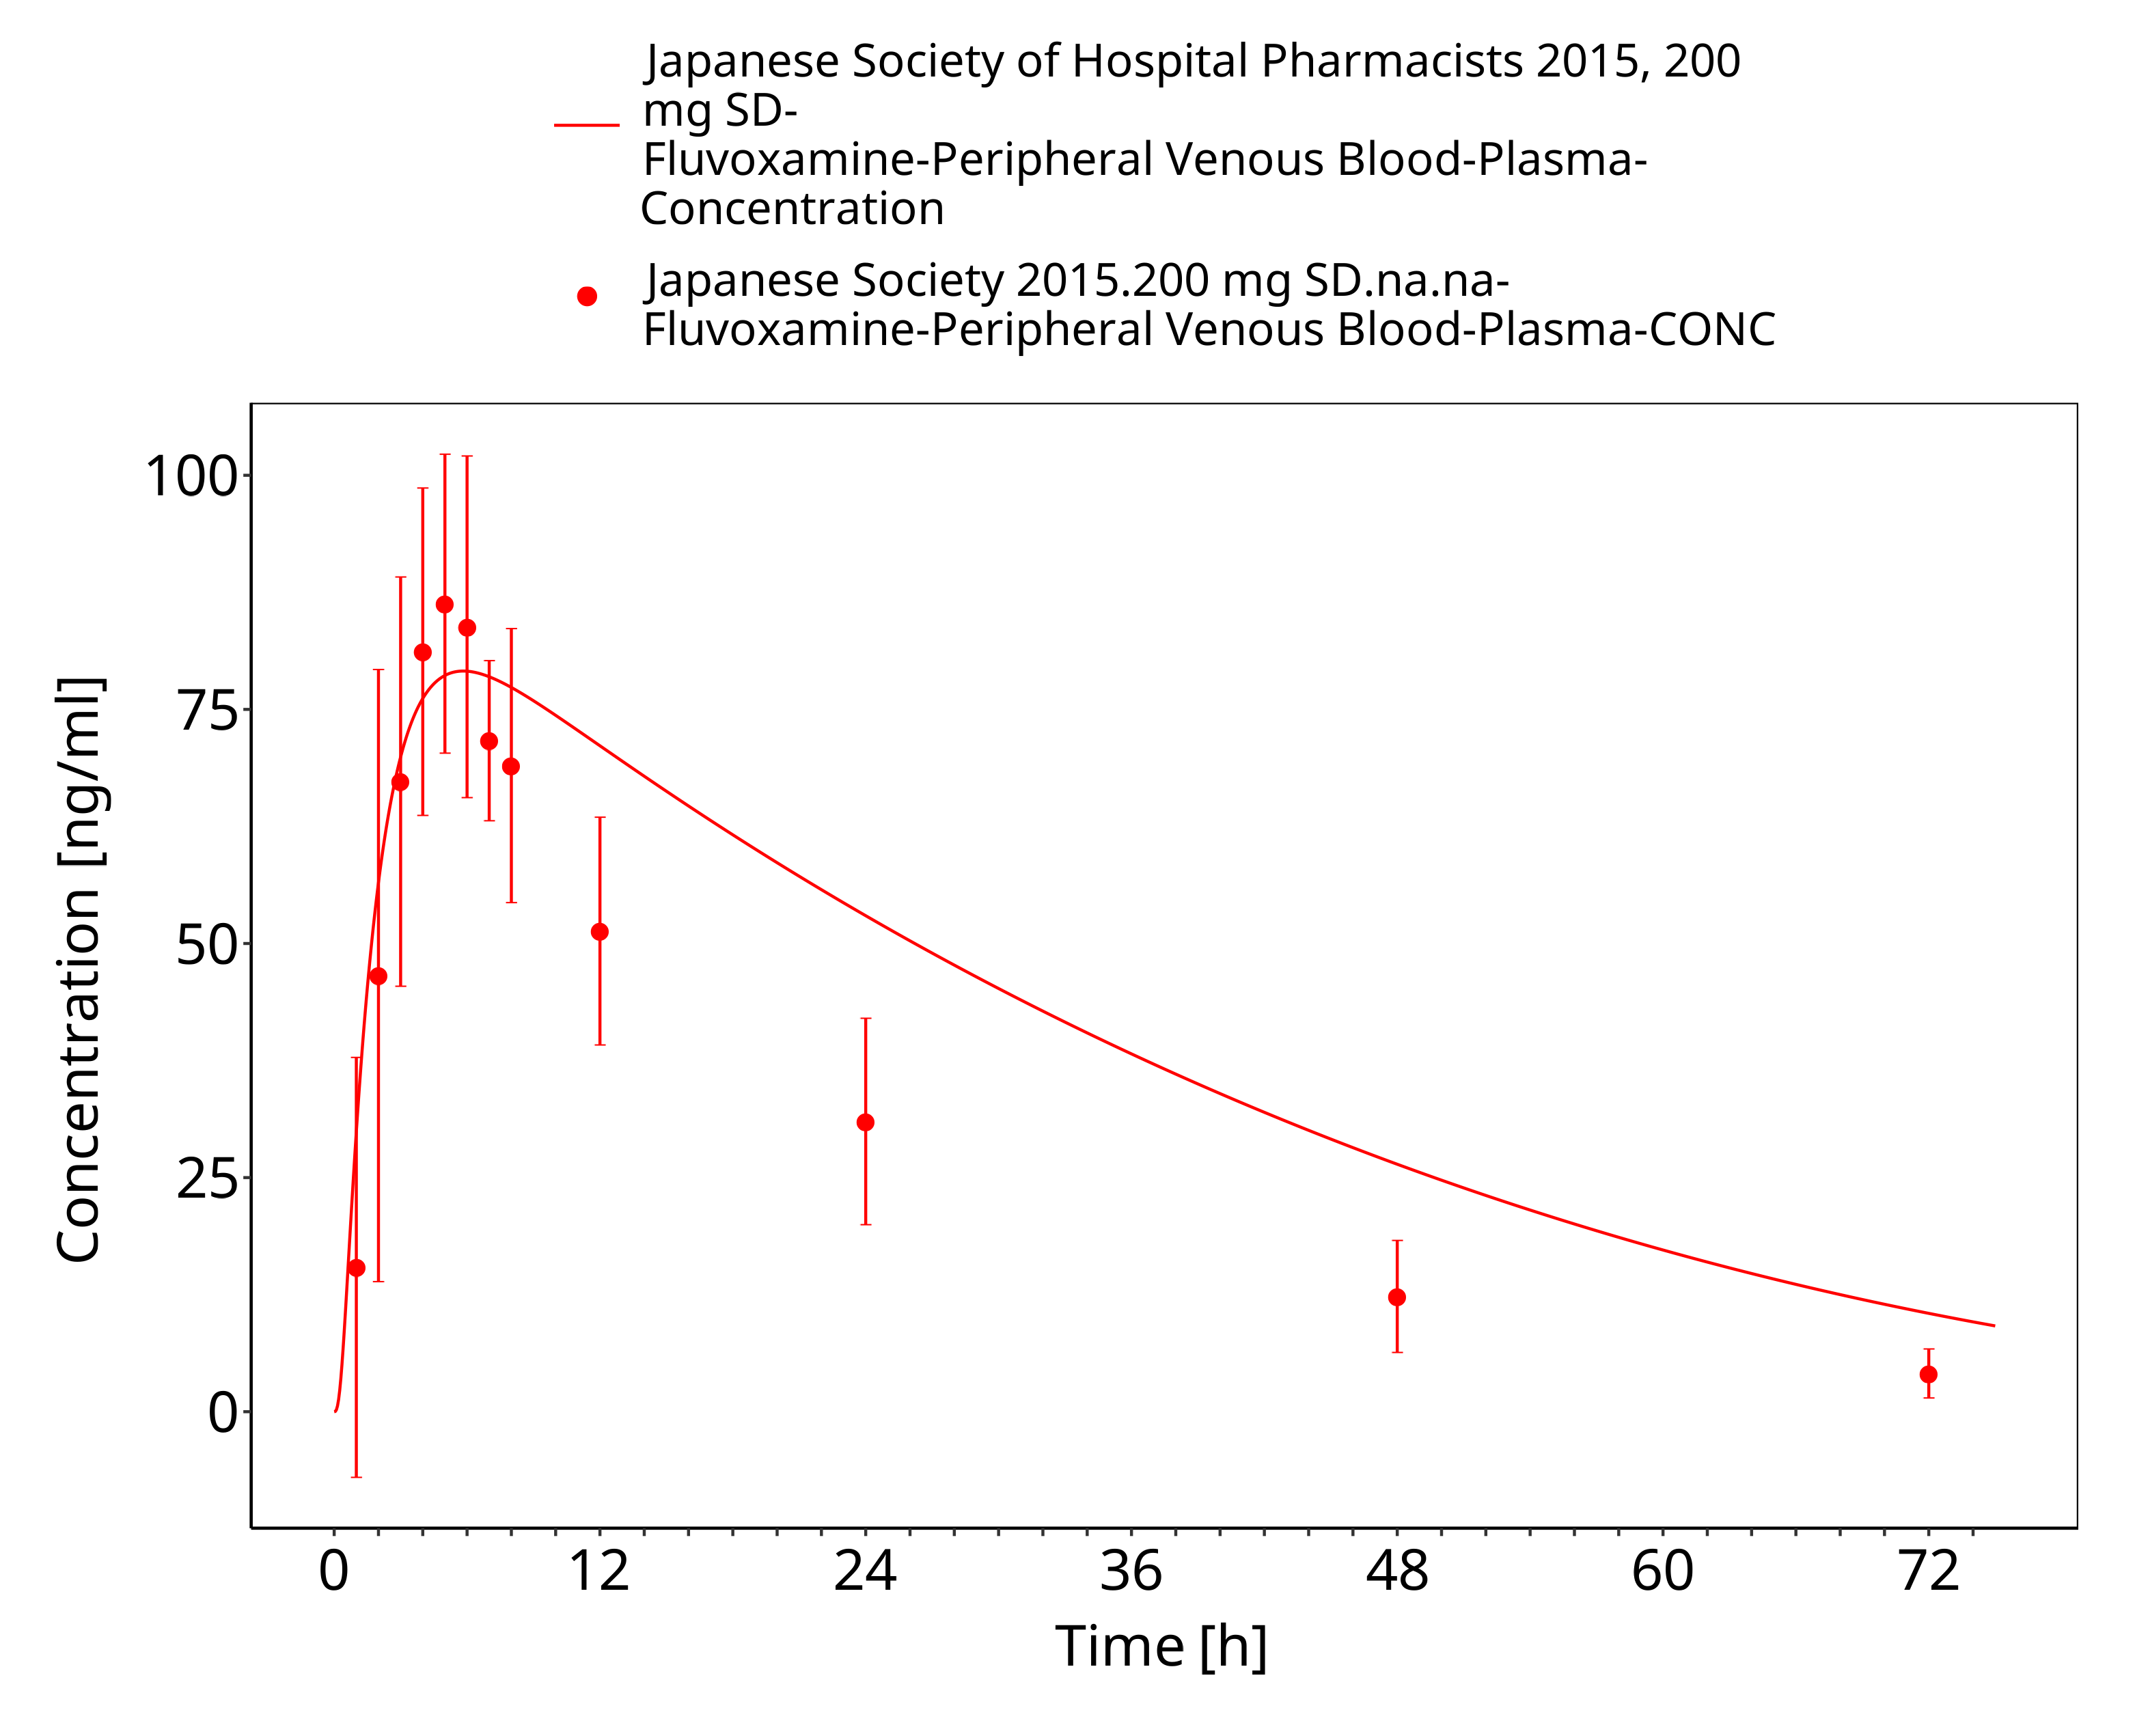 Japanese Society of Hospital Pharmacists 2015, 200
mg SD-
Fluvoxamine-Peripheral Venous Blood-Plasma-
Concentration
Japanese Society 2015.200 mg SD.na.na-
Fluvoxamine-Peripheral Venous Blood-Plasma-CONC
Concentration [ng/ml]
100
75
50
25
0
0 12 24 36 48 60 72
Time [h]